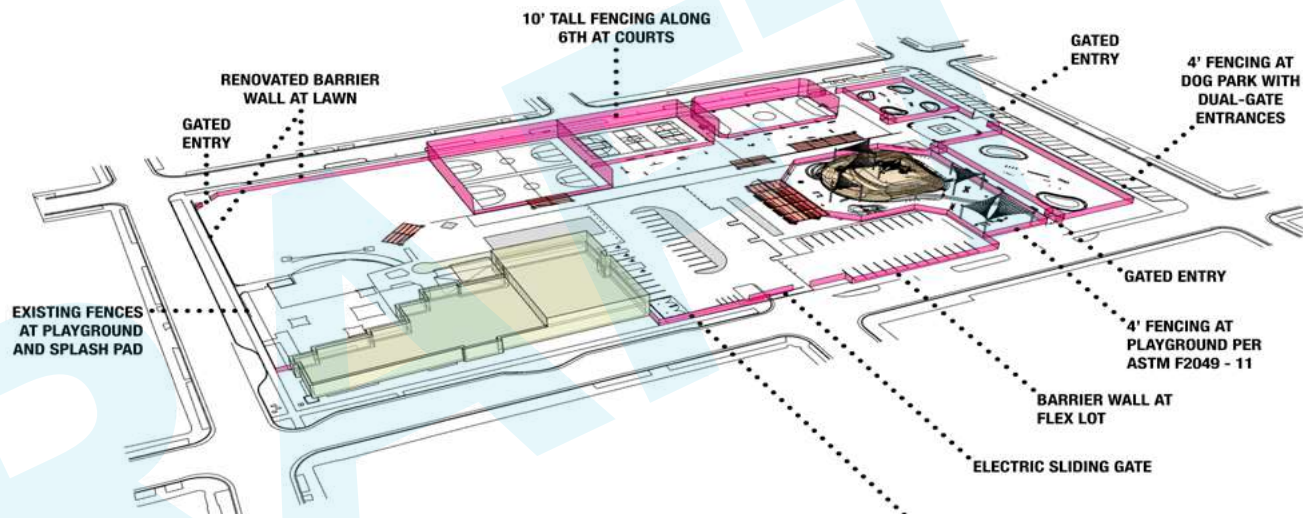 10' TALL FENCING ALONG
6TH AT COURTS
GATED
ENTRY
RENOVATED BARRIER
WALL AT LAWN
4' FENCING AT
DOG PARK WITH
DUAL-GATE
ENTRANCES
GATED
ENTRY
GATED ENTRY
EXISTING FENCES
AT PLAYGROUND
AND SPLASH PAD
4' FENCING AT
PLAYGROUND PER
ASTM F2049 - 11
BARRIER WALL AT
FLEX LOT
ELECTRIC SLIDING GATE